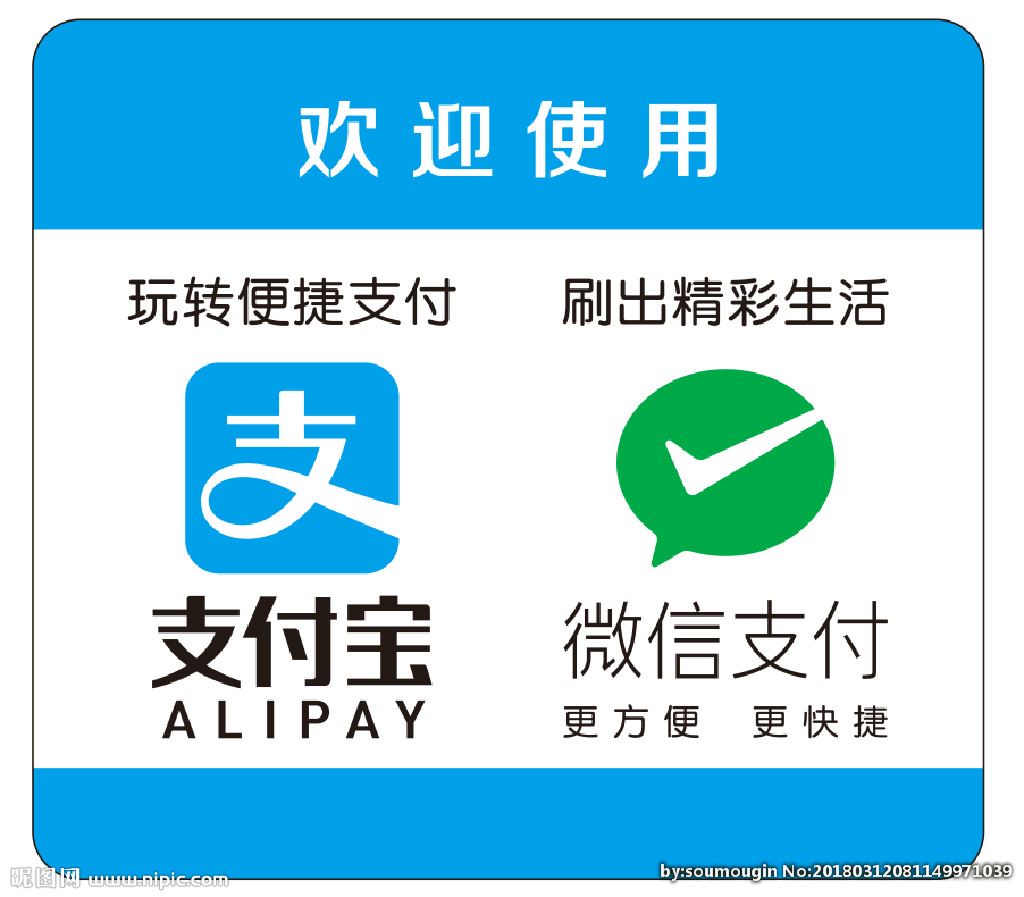 欢迎使用
玩转便捷支付
刷出精彩生活
支
支付宝
ALIPAY
微信支付
更方便 更快捷
昵图网 www.nipic.com
by:soumougin No:20180312081149971039